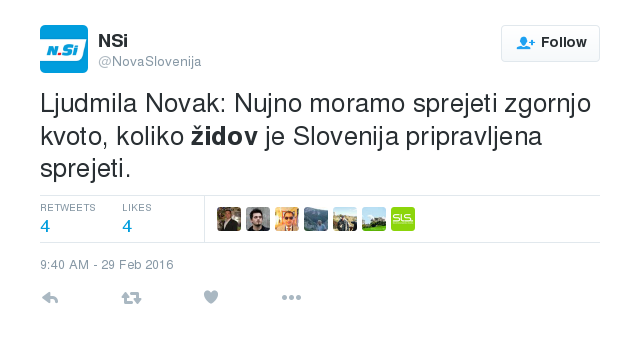 N.Si
NSi
@NovaSlovenija
Follow
Ljudmila Novak: Nujno moramo sprejeti zgornjo
kvoto, koliko židov je Slovenija pripravljena
sprejeti.
RETWEETS
LIKES
4
4
SLS
9:40 AM - 29 Feb 2016